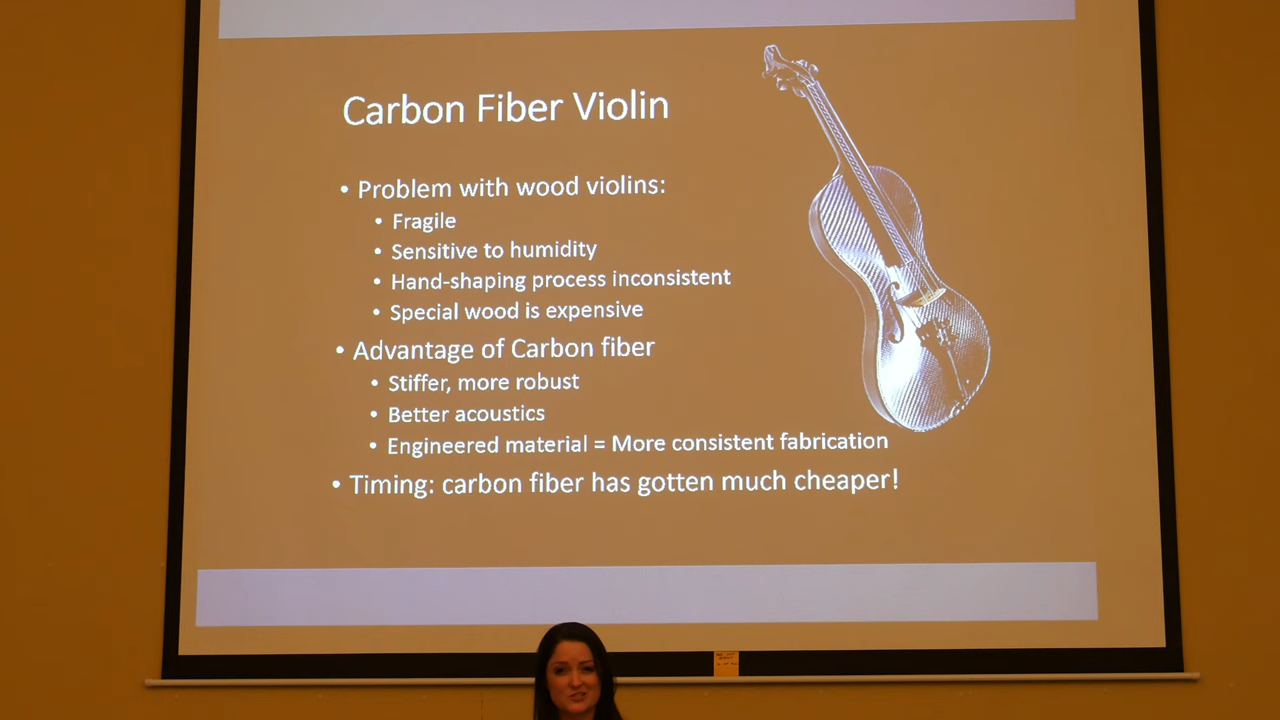 Carbon Fiber Violin
• Problem with wood violins:
• Fragile
• Sensitive to humidity
• Hand-shaping process inconsistent
• Special wood is expensive
• Advantage of Carbon fiber
• Stiffer, more robust
• Better acoustics
• Engineered material = More consistent fabrication
• Timing: carbon fiber has gotten much cheaper!